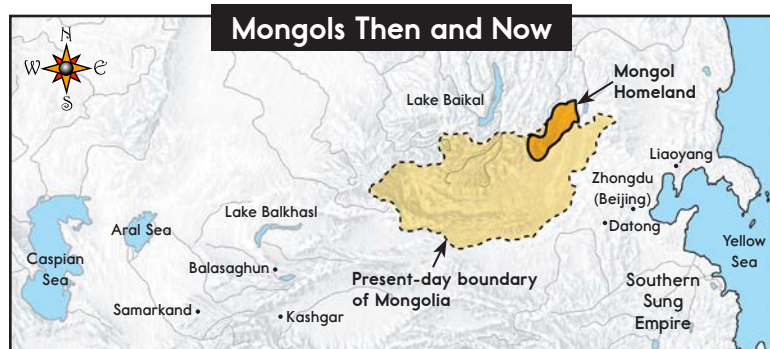 Mongols Then and Now
N
W
E
S
Mongol
Homeland
Lake Baikal
Liaoyang
Zhongdu
(Beijing)
Datong
Lake Balkhasl
Aral Sea
Caspian
Sea
Balasaghun
Yellow
Sea
Present-day boundary
of Mongolia
Southern
Sung
Empire
Samarkand
Kashgar